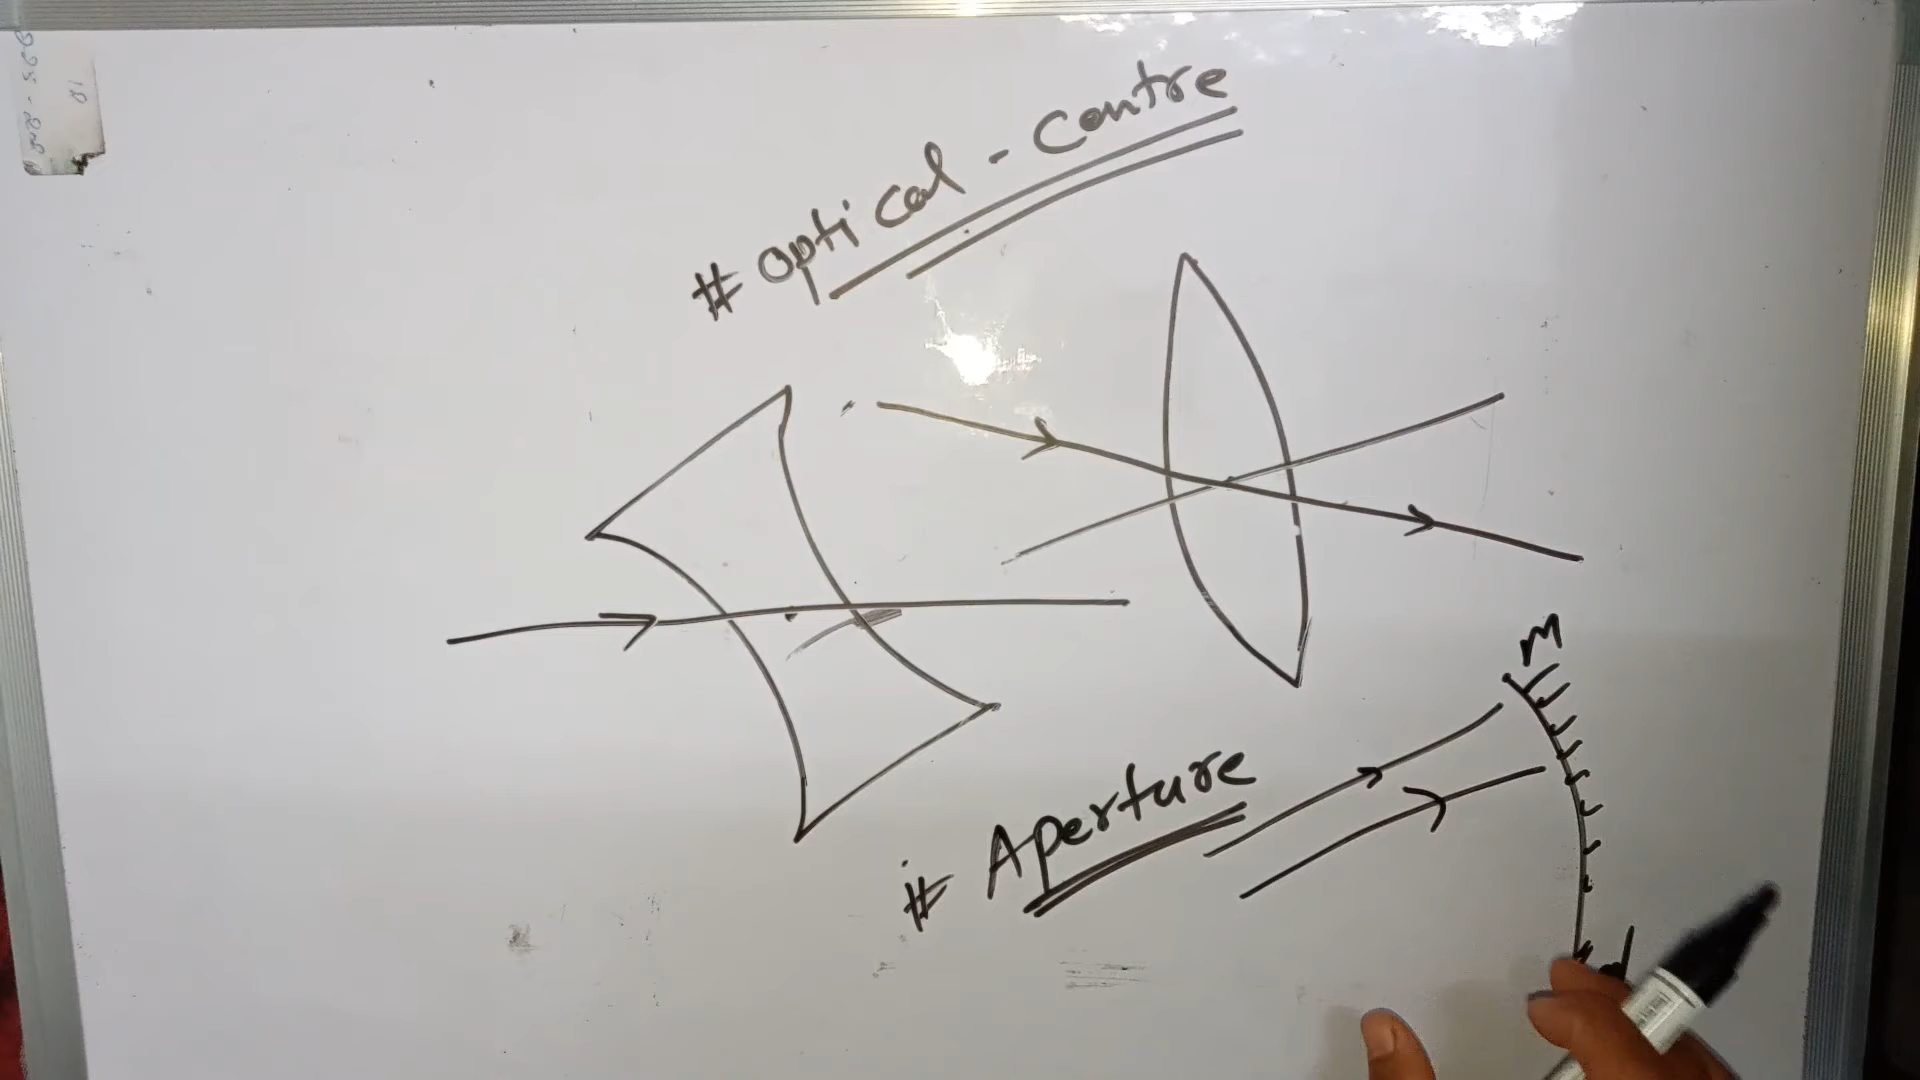 # Optical - Centre
# Aperture
m